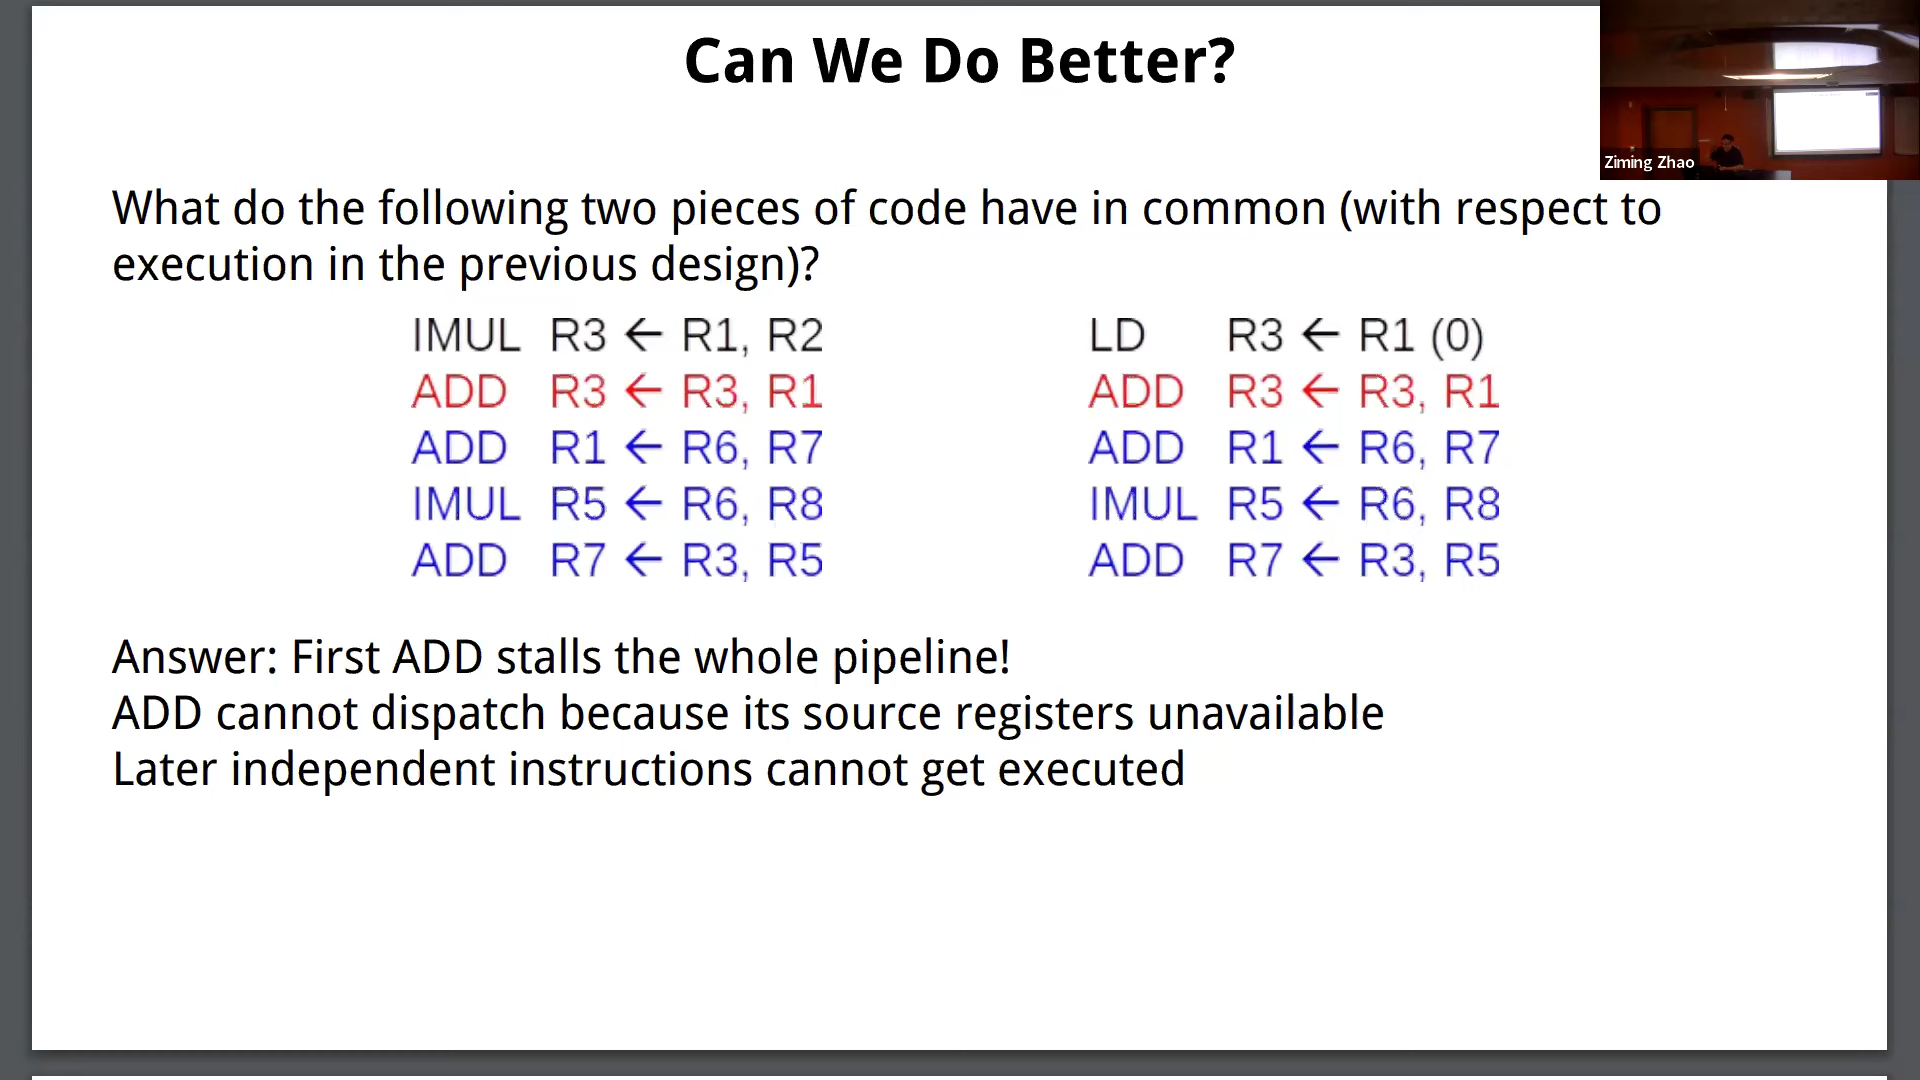 Can We Do Better?
Ziming Zhao
What do the following two pieces of code have in common (with respect to
execution in the previous design)?
IMUL R3 ← R1, R2
ADD R3 ← R3, R1
ADD R1 ← R6, R7
IMUL R5 ← R6, R8
ADD R7 ← R3, R5
LD R3 ← R1 (0)
ADD R3 ← R3, R1
ADD R1 ← R6, R7
IMUL R5 ← R6, R8
ADD R7 ← R3, R5
Answer: First ADD stalls the whole pipeline!
ADD cannot dispatch because its source registers unavailable
Later independent instructions cannot get executed